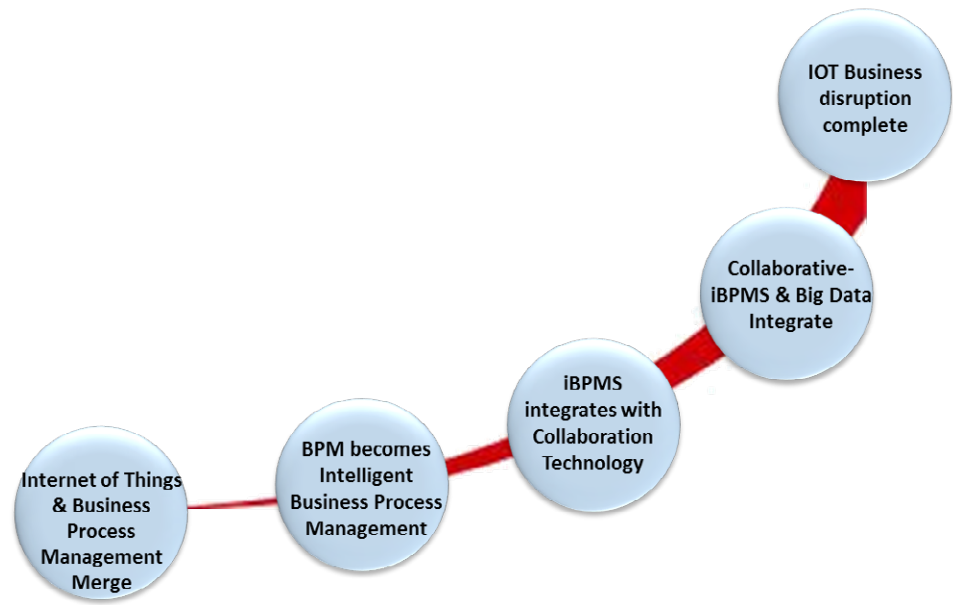 Internet of Things
& Business
Process
Management
Merge
BPM becomes
Intelligent
Business Process
Management
iBPMS
integrates with
Collaboration
Technology
Collaborative-
iBPMS & Big Data
Integrate
IOT Business
disruption
complete